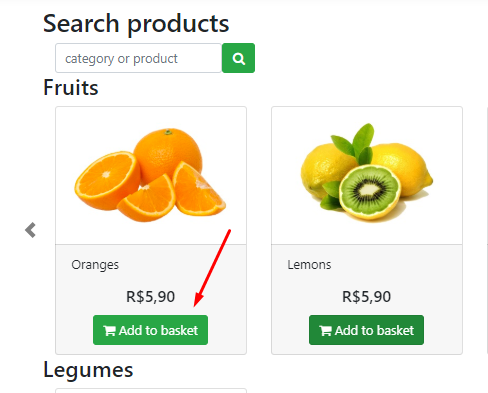 Search products
category or product
Fruits
Oranges
R$5,90
Add to basket
Lemons
R$5,90
Add to basket
Legumes